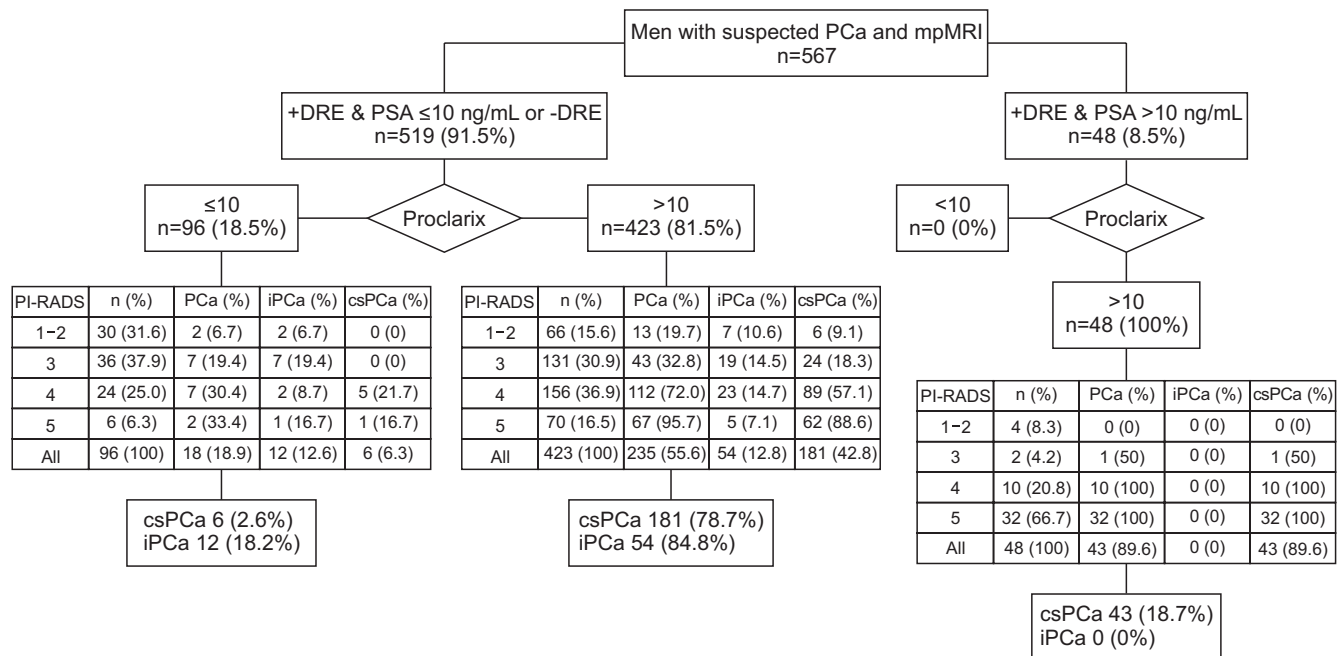 Men with suspected PCa and mpMRI
n=567
+DRE & PSA ≤10 ng/mL or -DRE
n=519 (91.5%)
+DRE & PSA >10 ng/mL
n=48 (8.5%)
≤10
n=96 (18.5%)
Proclarix
>10
n=423 (81.5%)
<10
n=0 (0%)
Proclarix
>10
n=48 (100%)
PI-RADS n (%) PCa (%) iPCa (%) csPCa (%)
1−2 30 (31.6) 2 (6.7) 2 (6.7) 0 (0)
3 36 (37.9) 7 (19.4) 7 (19.4) 0 (0)
4 24 (25.0) 7 (30.4) 2 (8.7) 5 (21.7)
5 6 (6.3) 2 (33.4) 1 (16.7) 1 (16.7)
All 96 (100) 18 (18.9) 12 (12.6) 6 (6.3)
csPCa 6 (2.6%)
iPCa 12 (18.2%)
PI-RADS n (%) PCa (%) iPCa (%) csPCa (%)
1−2 66 (15.6) 13 (19.7) 7 (10.6) 6 (9.1)
3 131 (30.9) 43 (32.8) 19 (14.5) 24 (18.3)
4 156 (36.9) 112 (72.0) 23 (14.7) 89 (57.1)
5 70 (16.5) 67 (95.7) 5 (7.1) 62 (88.6)
All 423 (100) 235 (55.6) 54 (12.8) 181 (42.8)
csPCa 181 (78.7%)
iPCa 54 (84.8%)
PI-RADS n (%) PCa (%) iPCa (%) csPCa (%)
1−2 4 (8.3) 0 (0) 0 (0) 0 (0)
3 2 (4.2) 1 (50) 0 (0) 1 (50)
4 10 (20.8) 10 (100) 0 (0) 10 (100)
5 32 (66.7) 32 (100) 0 (0) 32 (100)
All 48 (100) 43 (89.6) 0 (0) 43 (89.6)
csPCa 43 (18.7%)
iPCa 0 (0%)